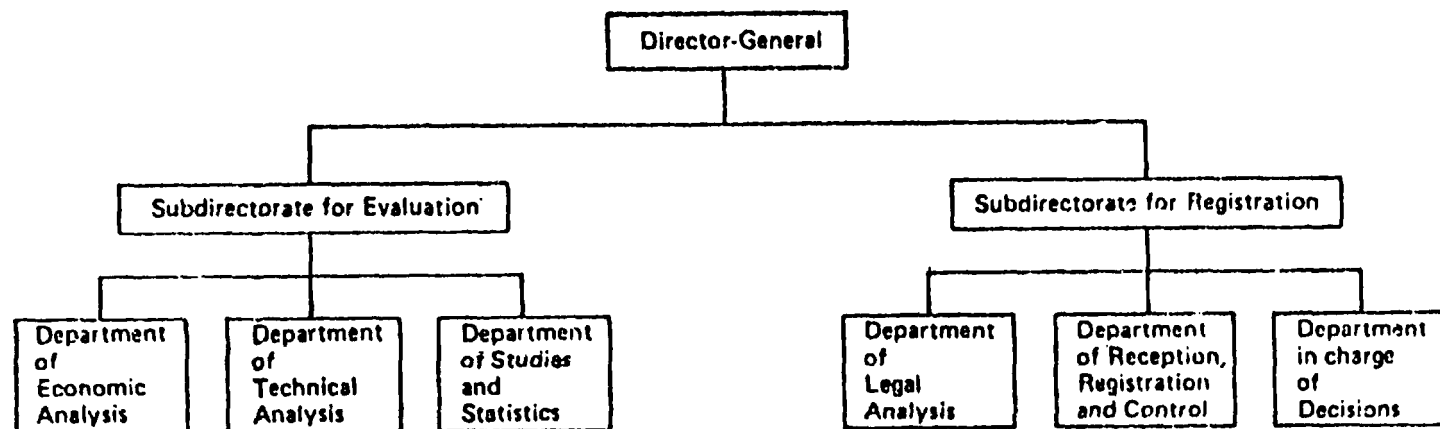 Director-General
Subdirectorate for Evaluation
Subdirectorate for Registration
Department
of
Economic
Analysis
Department
of
Technical
Analysis
Department
of Studies
and
Statistics
Department
of
Legal
Analysis
Department
of Reception,
Registration
and Control
Department
in charge
of
Decisions